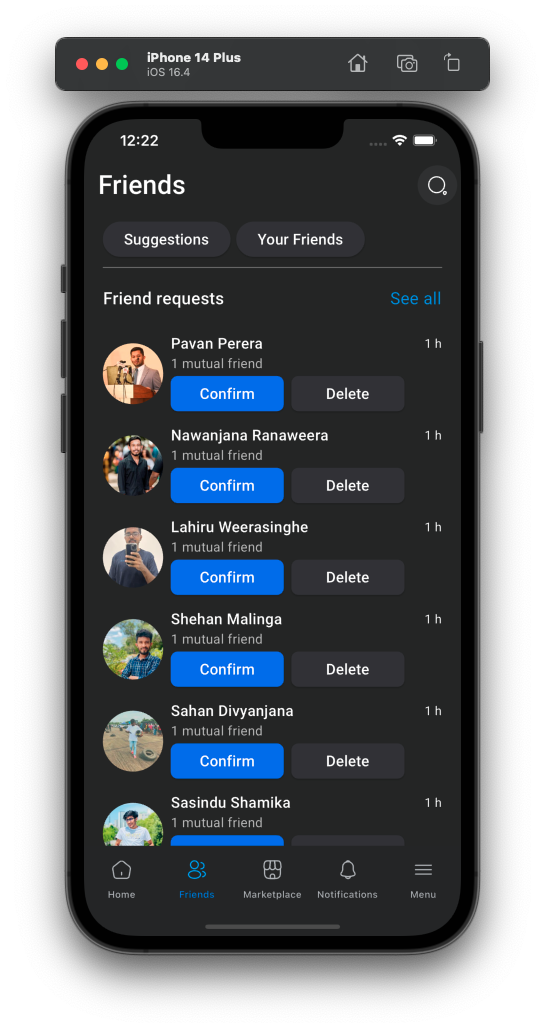 iPhone 14 Plus
iOS 16.4
12:22
Friends
Suggestions Your Friends
Friend requests See all
Pavan Perera 1 h
1 mutual friend
Confirm Delete
Nawanjana Ranaweera 1 h
1 mutual friend
Confirm Delete
Lahiru Weerasinghe 1 h
1 mutual friend
Confirm Delete
Shehan Malinga 1 h
1 mutual friend
Confirm Delete
Sahan Divyanjana 1 h
1 mutual friend
Confirm Delete
Sasindu Shamika 1 h
1 mutual friend
Home Friends Marketplace Notifications Menu